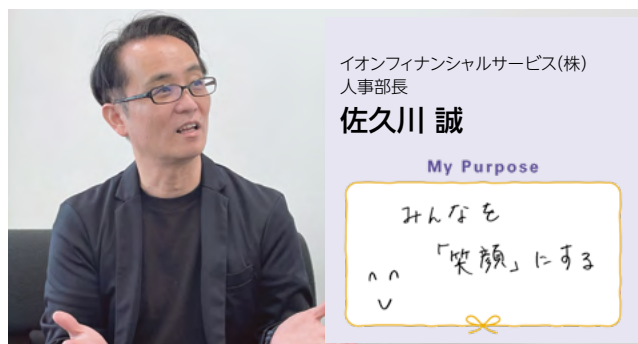 イオンフィナンシャルサービス(株)
人事部長
佐久川 誠
My Purpose
みんなを
「笑顔」にする